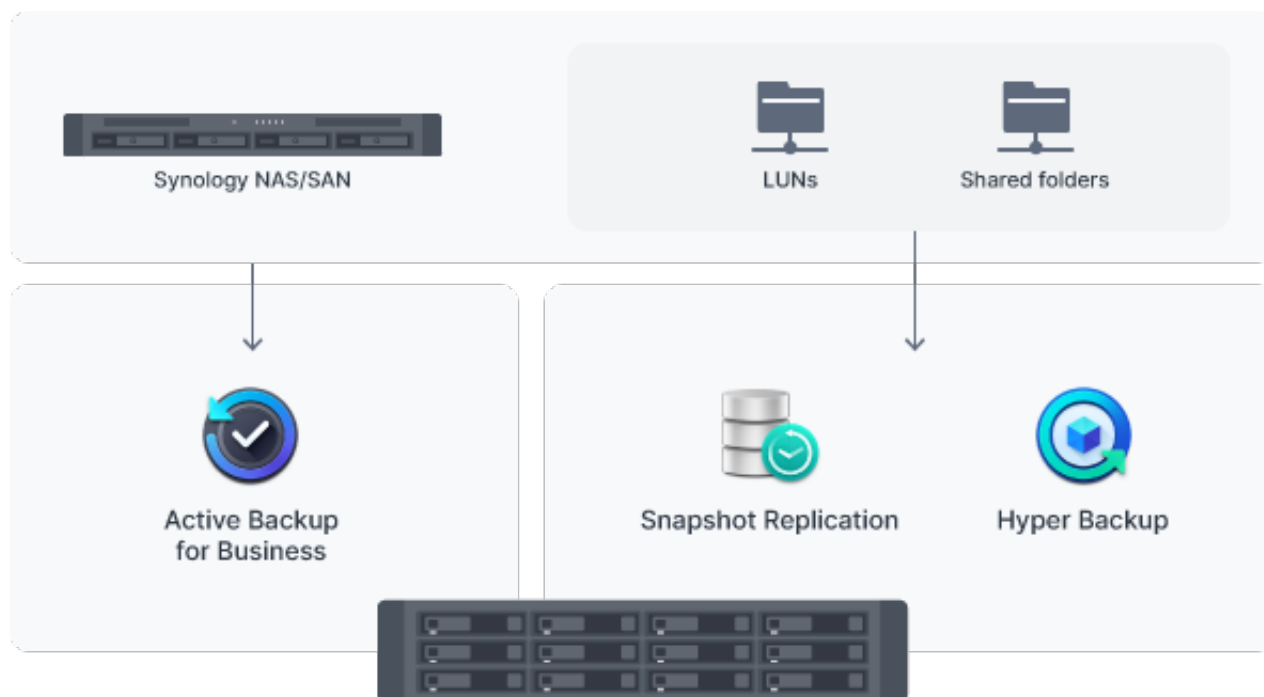 Synology NAS/SAN
LUNs
Shared folders
Active Backup
for Business
Snapshot Replication
Hyper Backup